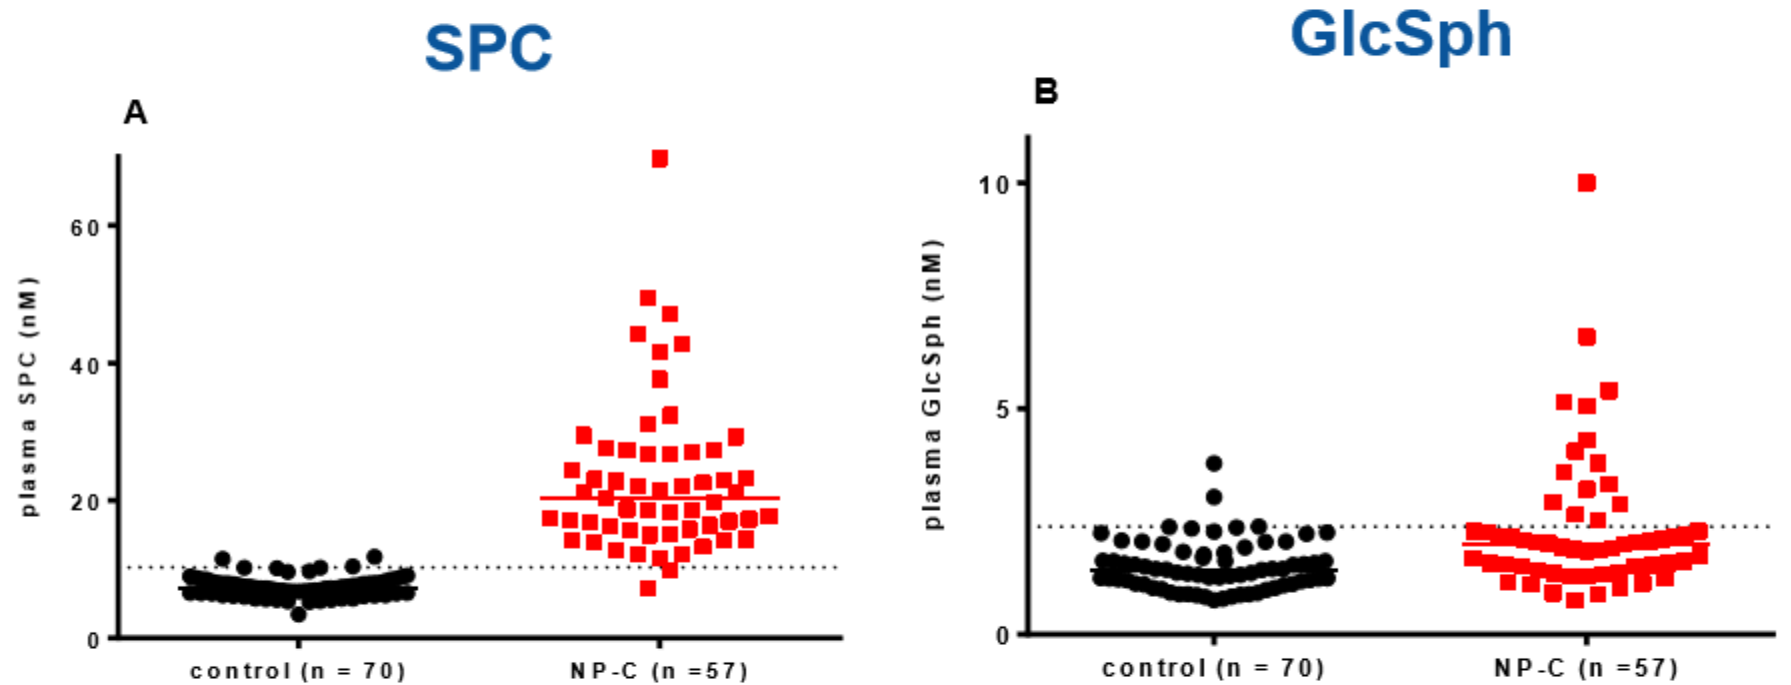 SPC
A
plasma SPC (nM)
60
40
20
0
control (n = 70)
NP-C (n =57)
GlcSph
B
plasma GlcSph (nM)
10
5
0
control (n = 70)
NP-C (n =57)